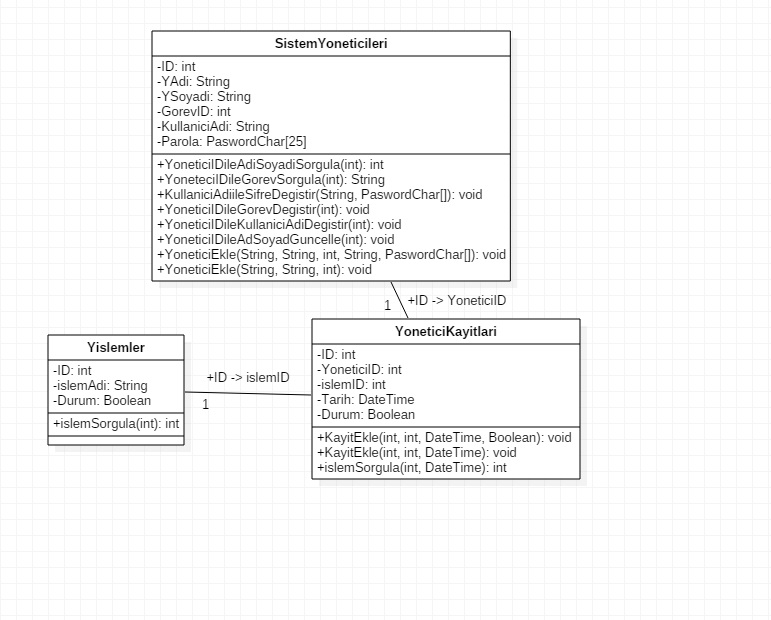 SistemYoneticileri
-ID: int
-YAdi: String
-YSoyadi: String
-GorevID: int
-KullaniciAdi: String
-Parola: PaswordChar[25]
+YoneticiIDileAdiSoyadiSorgula(int): int
+YoneteciIDileGorevSorgula(int): String
+KullaniciAdiileSifreDegistir(String, PaswordChar[]): void
+YoneticiIDileGorevDegistir(int): void
+YoneticiIDileKullaniciAdiDegistir(int): void
+YoneticiIDileAdSoyadGuncelle(int): void
+YoneticiEkle(String, String, int, String, PaswordChar[]): void
+YoneticiEkle(String, String, int): void
1
+ID -> YoneticiID
YoneticiKayitlari
-ID: int
-YoneticiID: int
-islemID: int
-Tarih: DateTime
-Durum: Boolean
+KayitEkle(int, int, DateTime, Boolean): void
+KayitEkle(int, int, DateTime): void
+islemSorgula(int, DateTime): int
Yislemler
-ID: int
-islemAdi: String
-Durum: Boolean
+islemSorgula(int): int
+ID -> islemID
1